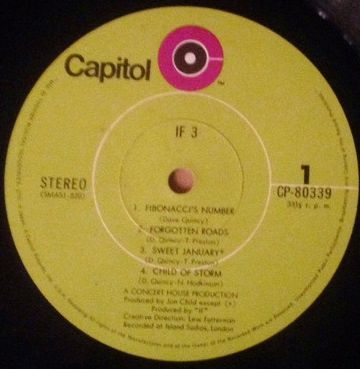 Capitol
TM
IF 3
STEREO
1
CP-80339
33⅓ r. p. m.
1. FIBONACCI'S NUMBER
(Dave Quincy)
2. FORGOTTEN ROADS
(D. Quincy-T. Preston)
3. SWEET JANUARY*
(D. Quincy-T. Preston)
4. CHILD OF STORM
(D. Quincy-N. Hodkinson)
A CONCERT HOUSE PRODUCTION
Produced by Jon Child except (*)
Produced by "If"
Creative Direction: Lew Futterman
Recorded at Island Sudios, London